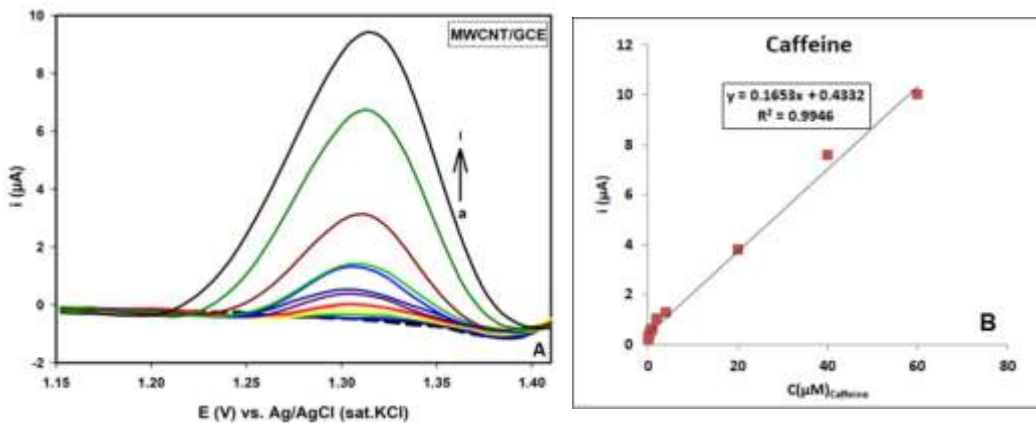 10
8
6
4
2
0
-2
i (µA)
MWCNT/GCE
i
a
A
1.15
1.20
1.25
1.30
1.35
1.40
E (V) vs. Ag/AgCl (sat.KCl)
Caffeine
y = 0.1653x + 0.4332
R² = 0.9946
12
10
8
6
4
2
0
i (µA)
B
0
20
40
60
80
C(µM)Caffeine